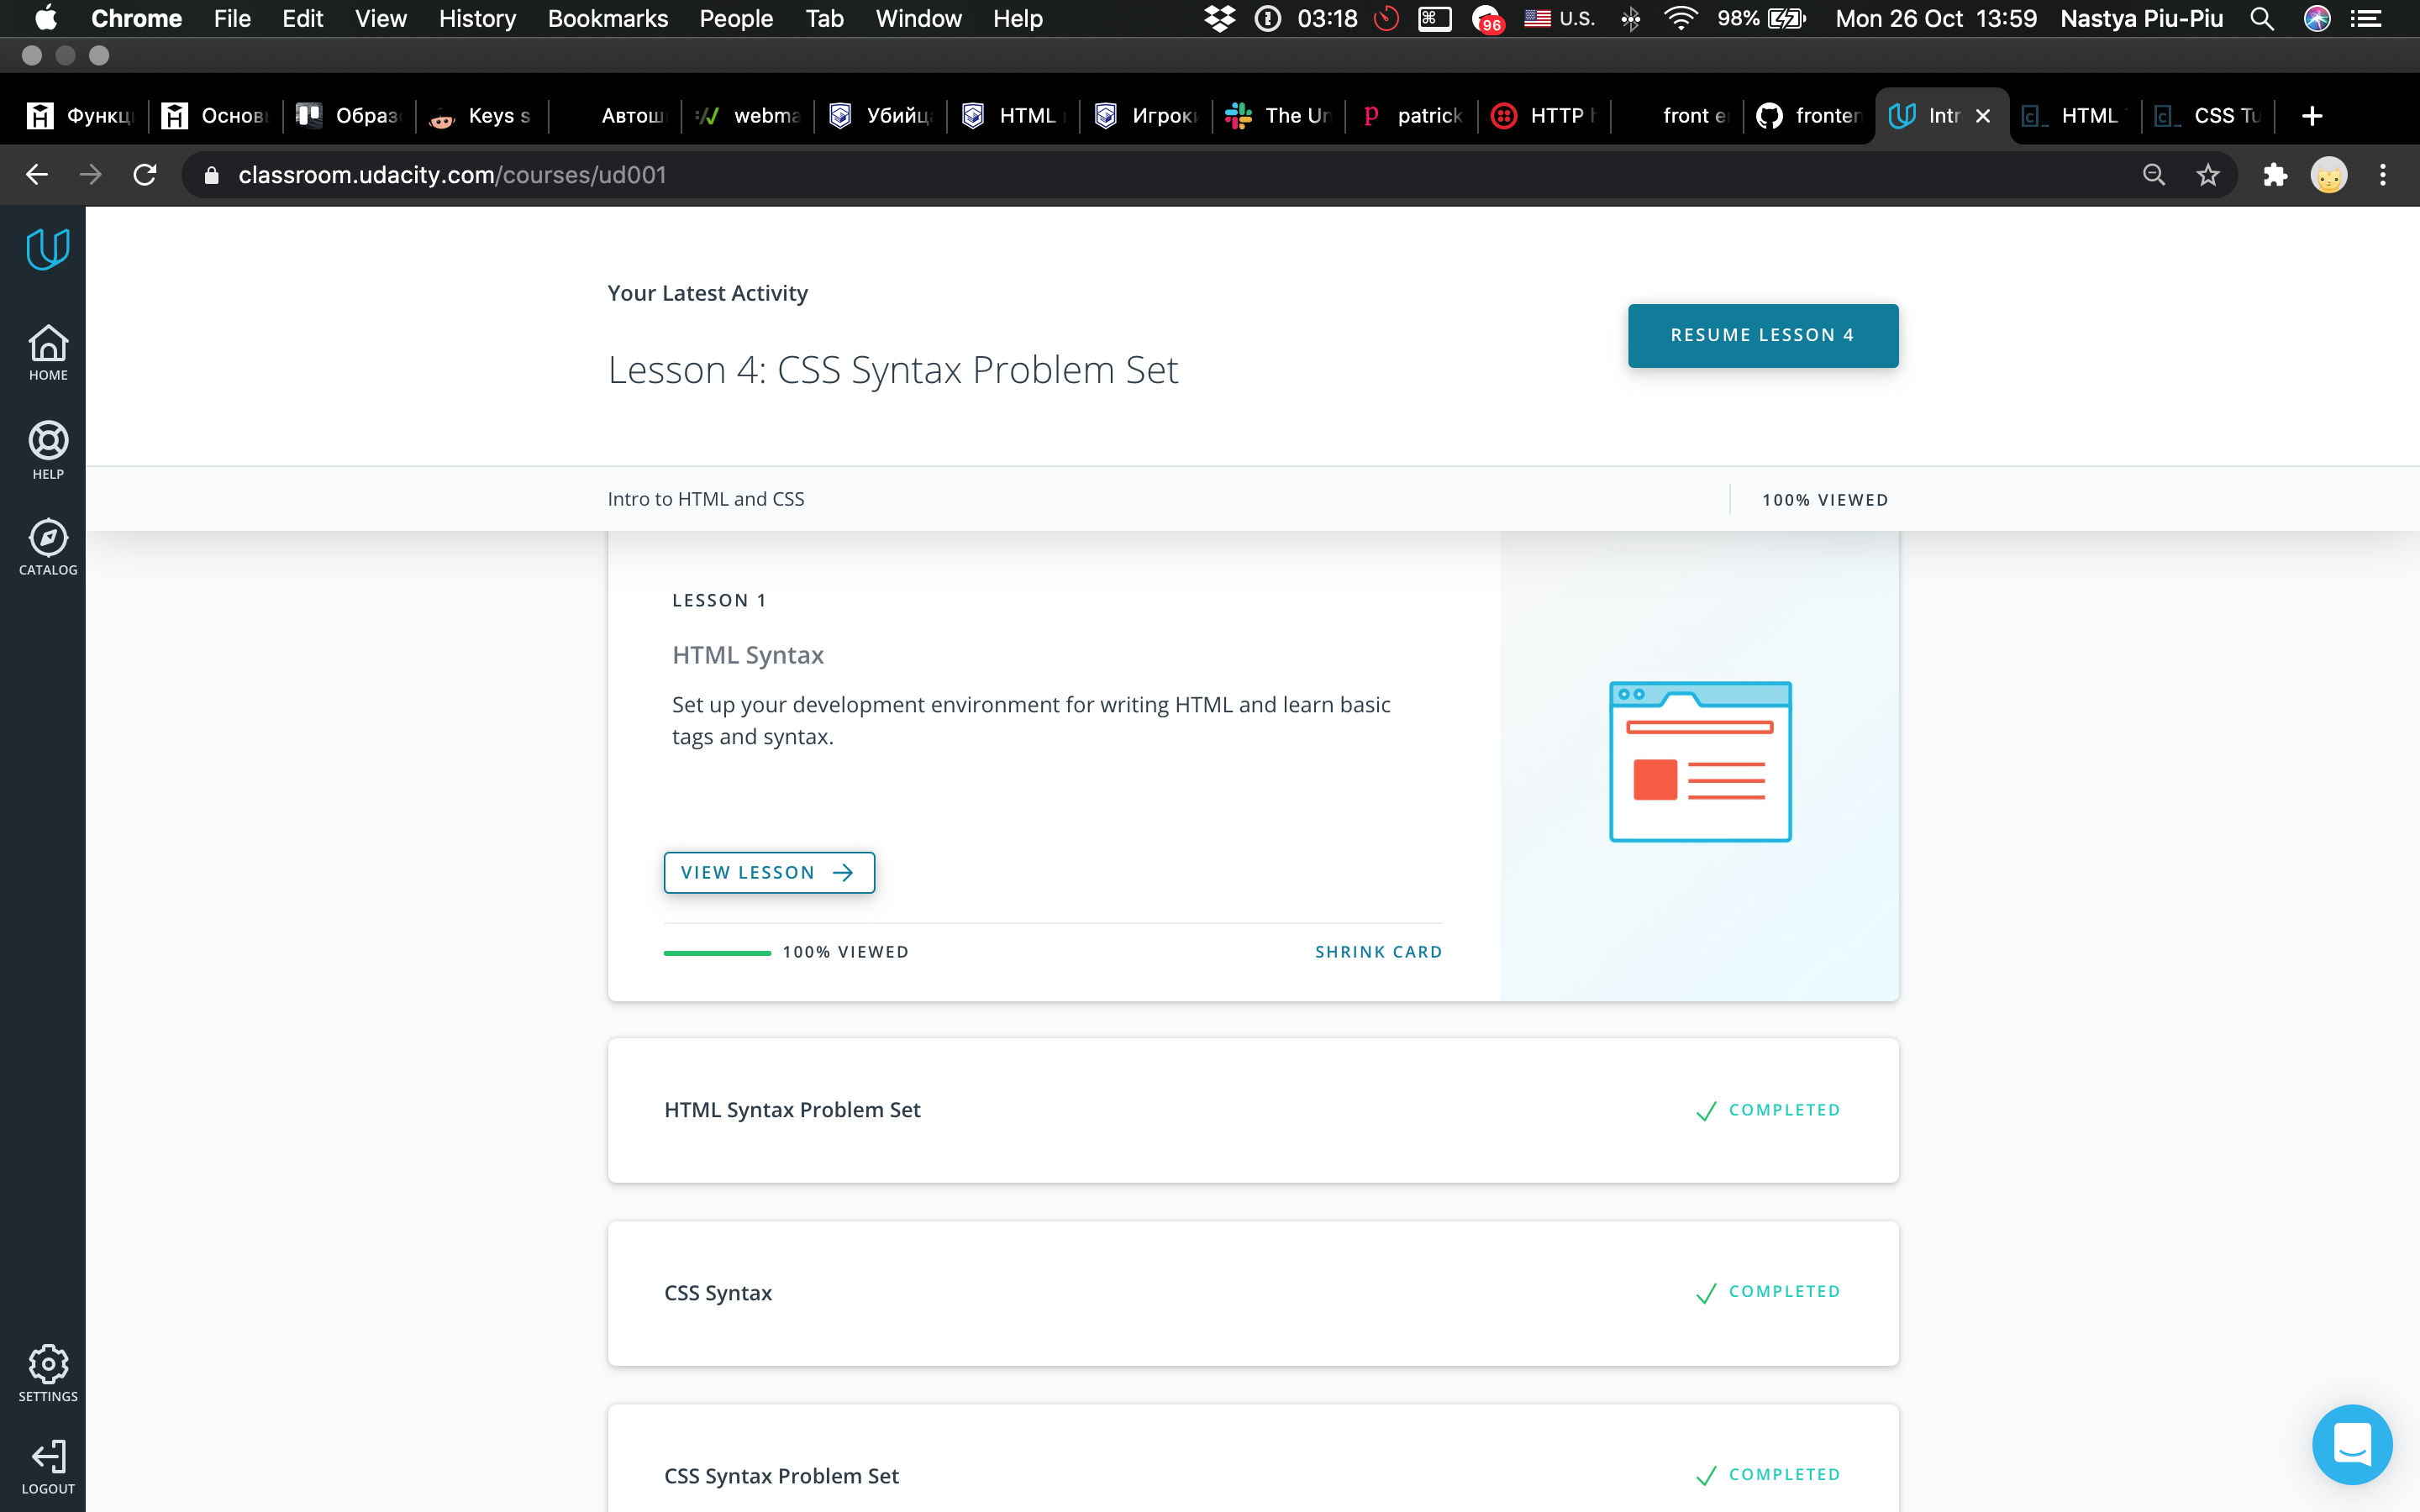 Chrome File Edit View History Bookmarks People Tab Window Help 03:18 96 U.S. 98% Mon 26 Oct 13:59 Nastya Piu-Piu
Функц Основ Образ Keys s Автош webma Убийц HTML Игрок The Un patrick HTTP front e fronten Intr HTML CSS Tu
classroom.udacity.com/courses/ud001
HOME
HELP
CATALOG
SETTINGS
LOGOUT
Your Latest Activity
Lesson 4: CSS Syntax Problem Set
RESUME LESSON 4
Intro to HTML and CSS
100% VIEWED
LESSON 1
HTML Syntax
Set up your development environment for writing HTML and learn basic
tags and syntax.
VIEW LESSON
100% VIEWED
SHRINK CARD
HTML Syntax Problem Set
COMPLETED
CSS Syntax
COMPLETED
CSS Syntax Problem Set
COMPLETED